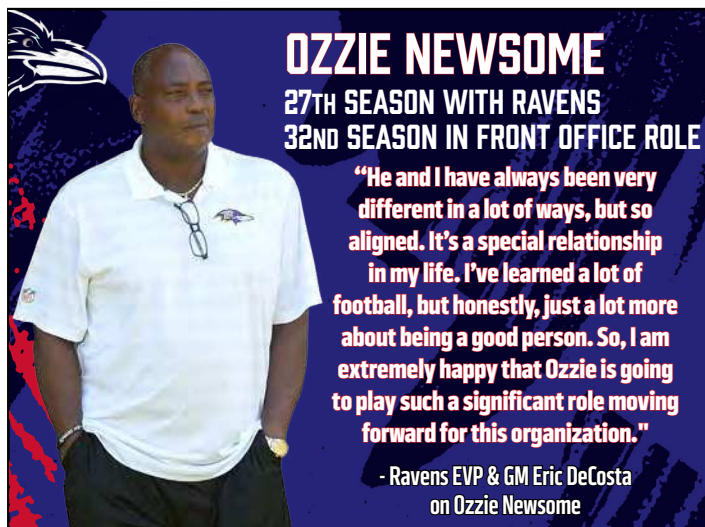 OZZIE NEWSOME
27TH SEASON WITH RAVENS
32ND SEASON IN FRONT OFFICE ROLE
“He and I have always been very
different in a lot of ways, but so
aligned. It’s a special relationship
in my life. I’ve learned a lot of
football, but honestly, just a lot more
about being a good person. So, I am
extremely happy that Ozzie is going
to play such a significant role moving
forward for this organization."
- Ravens EVP & GM Eric DeCosta
on Ozzie Newsome